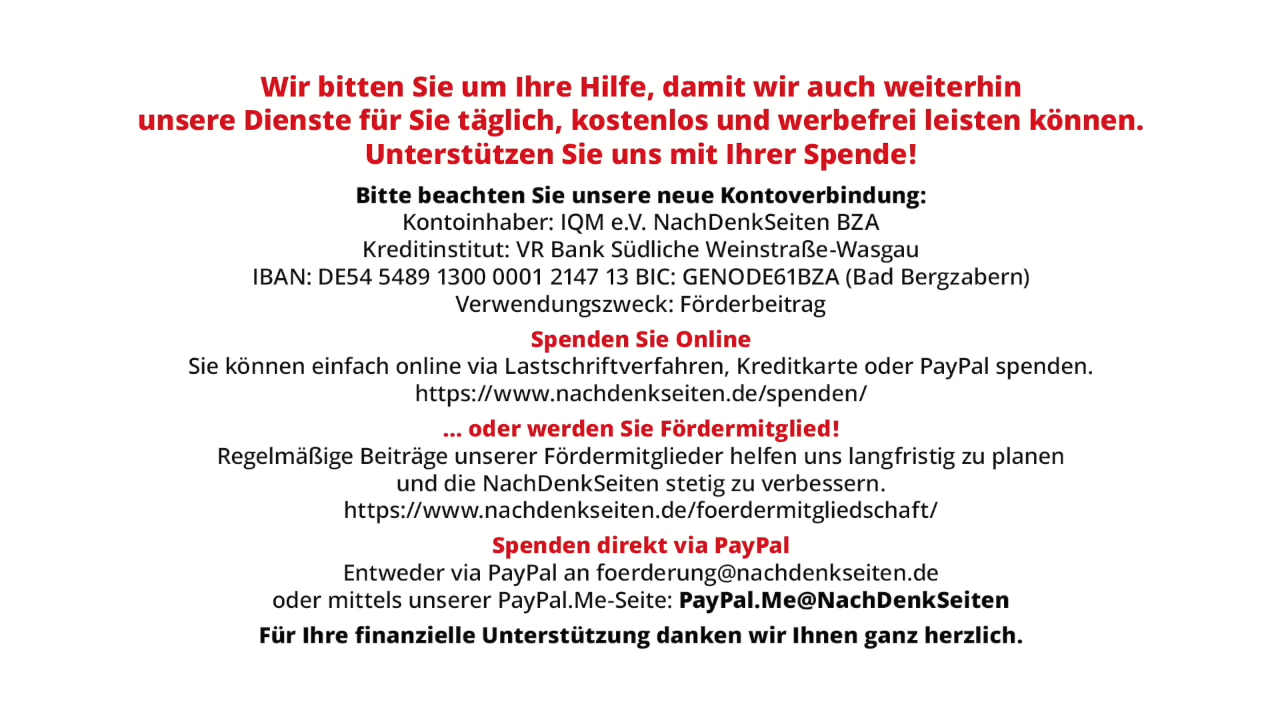 Wir bitten Sie um Ihre Hilfe, damit wir auch weiterhin
unsere Dienste für Sie täglich, kostenlos und werbefrei leisten können.
Unterstützen Sie uns mit Ihrer Spende!
Bitte beachten Sie unsere neue Kontoverbindung:
Kontoinhaber: IQM e.V. NachDenkSeiten BZA
Kreditinstitut: VR Bank Südliche Weinstraße-Wasgau
IBAN: DE54 5489 1300 0001 2147 13 BIC: GENODE61BZA (Bad Bergzabern)
Verwendungszweck: Förderbeitrag
Spenden Sie Online
Sie können einfach online via Lastschriftverfahren, Kreditkarte oder PayPal spenden.
https://www.nachdenkseiten.de/spenden/
... oder werden Sie Fördermitglied!
Regelmäßige Beiträge unserer Fördermitglieder helfen uns langfristig zu planen
und die NachDenkSeiten stetig zu verbessern.
https://www.nachdenkseiten.de/foerdermitgliedschaft/
Spenden direkt via PayPal
Entweder via PayPal an foerderung@nachdenkseiten.de
oder mittels unserer PayPal.Me-Seite: PayPal.Me@NachDenkSeiten
Für Ihre finanzielle Unterstützung danken wir Ihnen ganz herzlich.